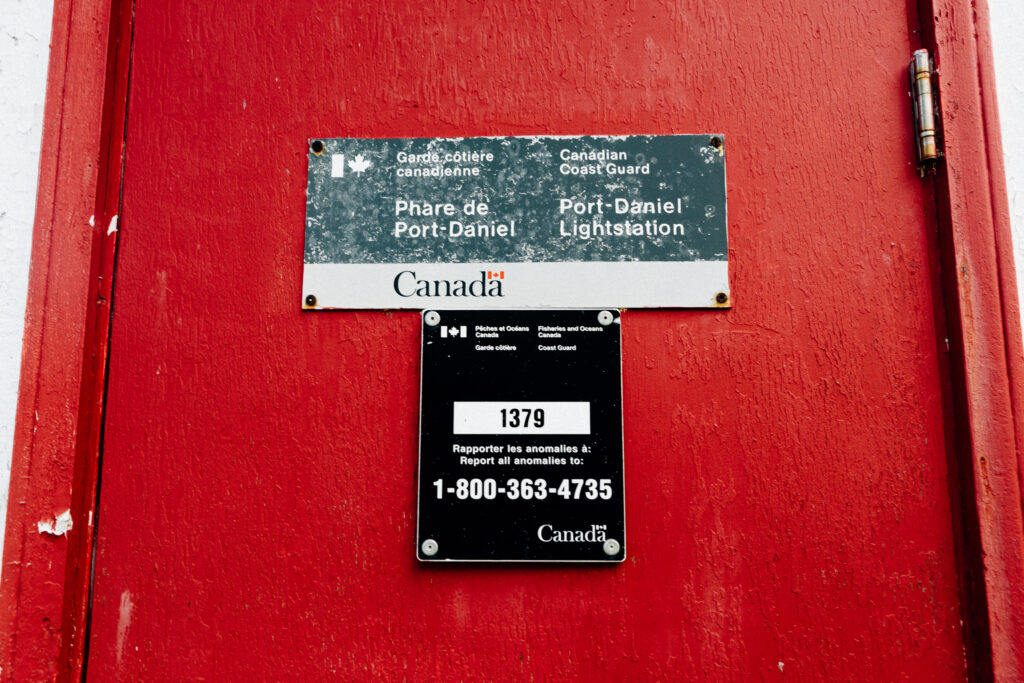 Garde côtière
canadienne
Canadian
Coast Guard
Phare de
Port-Daniel
Port-Daniel
Lightstation
Canada
Pêches et Océans
Canada
Fisheries and Oceans
Canada
Garde côtière
Coast Guard
1379
Rapporter les anomalies à:
Report all anomalies to:
1-800-363-4735
Canada